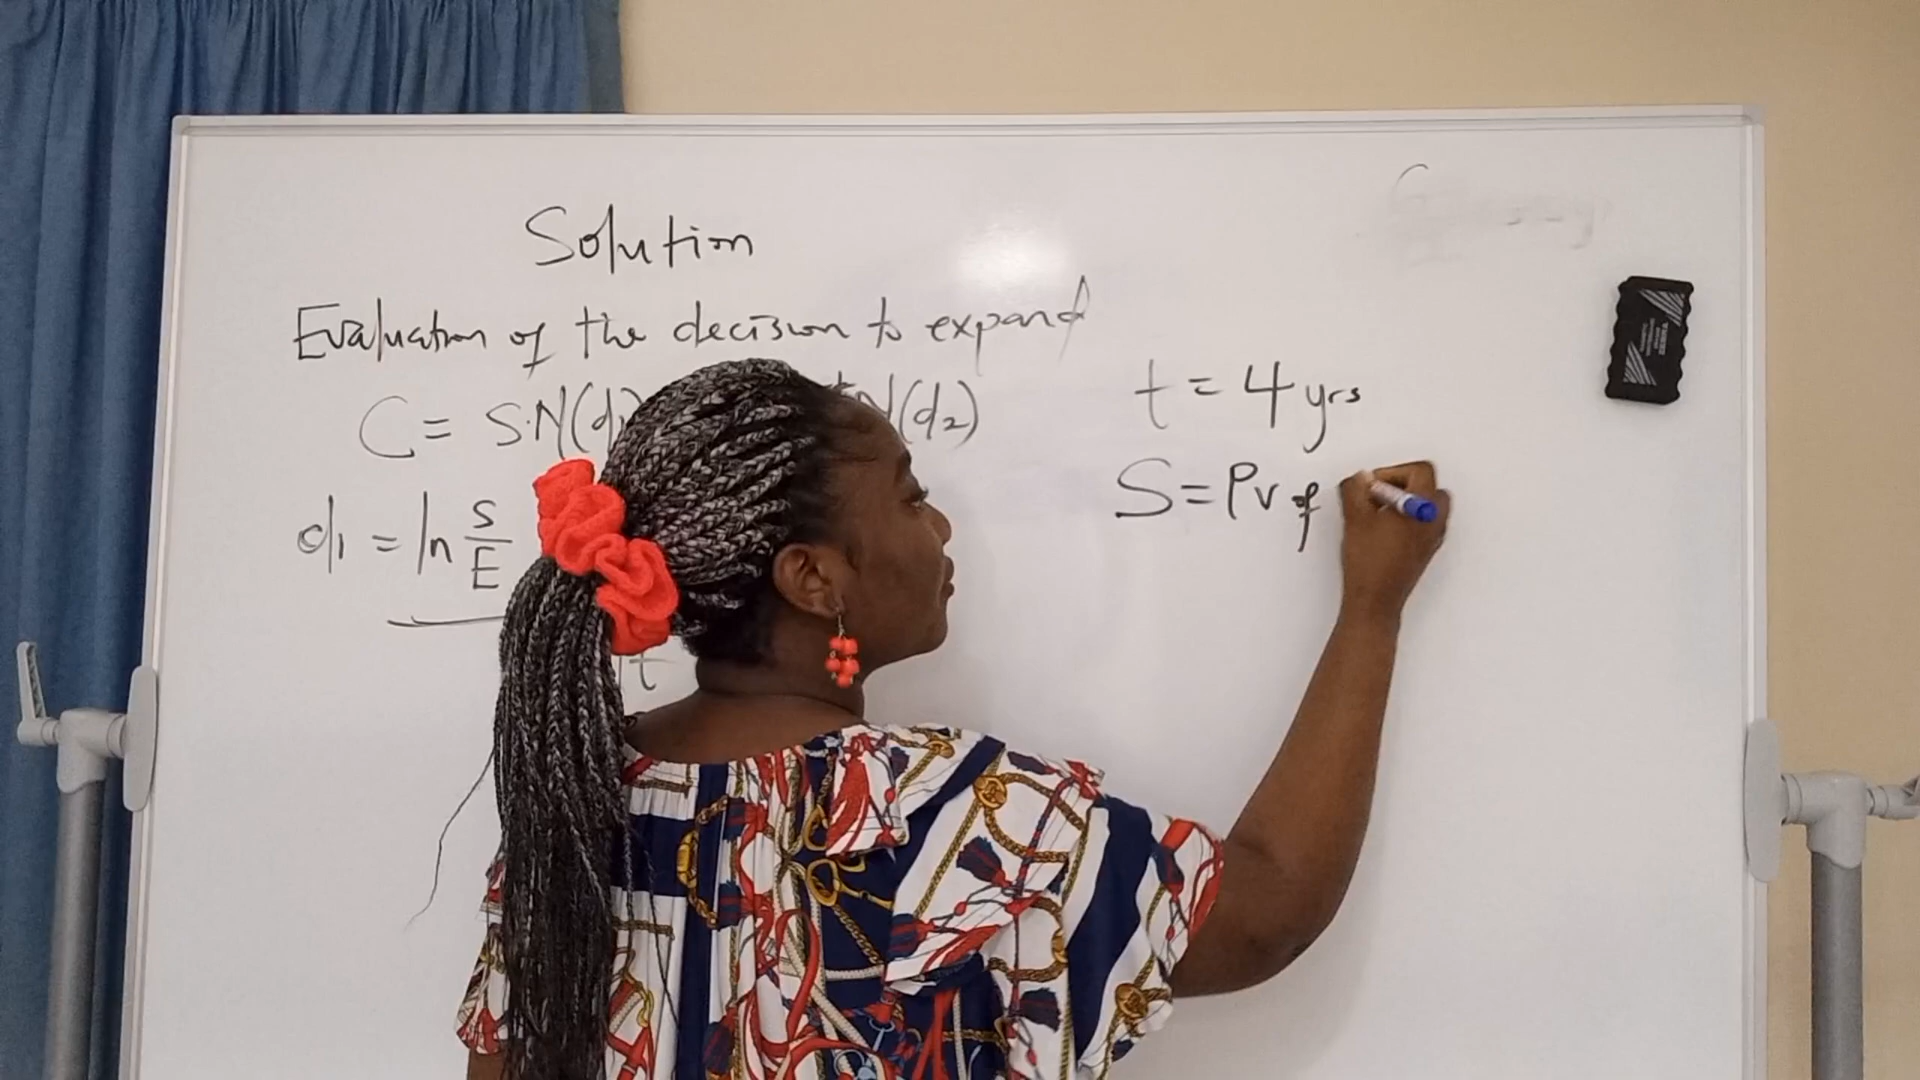 Solution
Evaluation of the decision to expand
C = S.N(d1 N(d2)
d1 = ln S/E
t
t = 4 yrs
S = Pv of